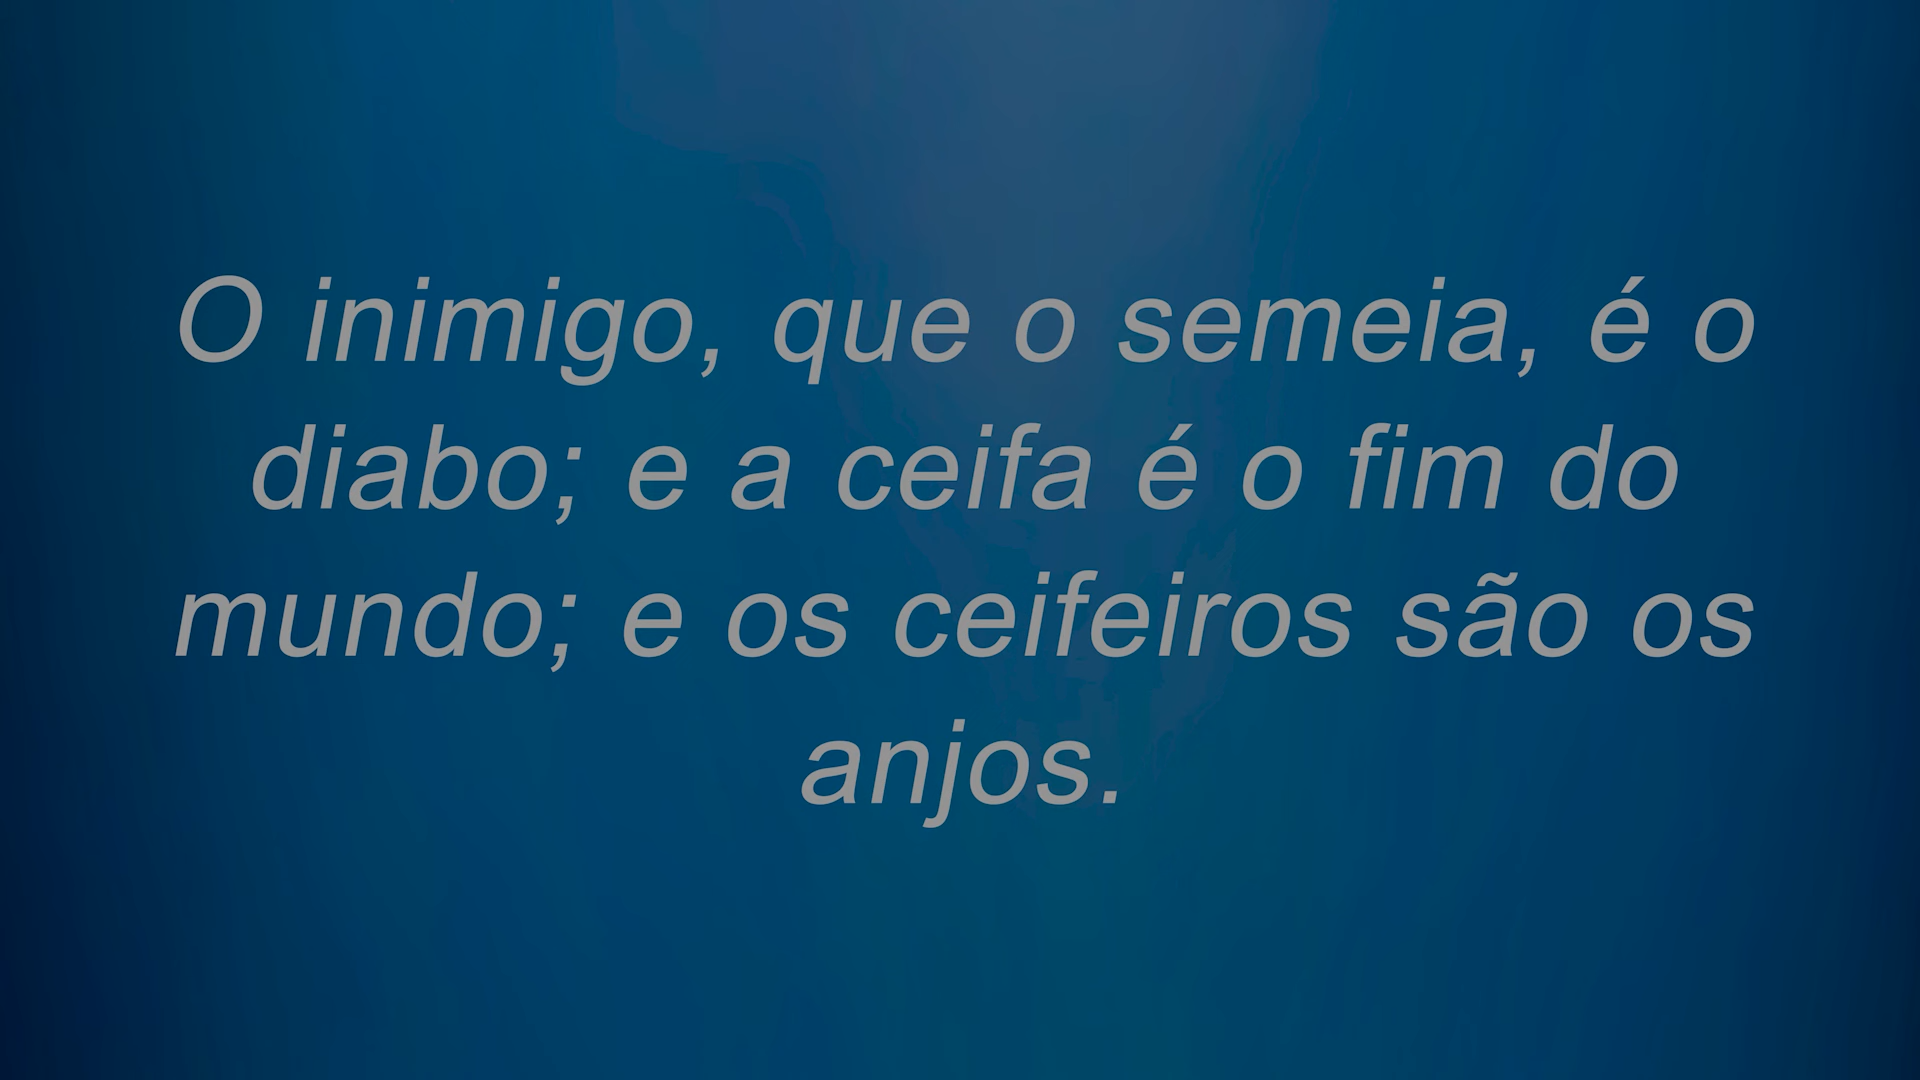 O inimigo, que o semeia, é o
diabo; e a ceifa é o fim do
mundo; e os ceifeiros são os
anjos.